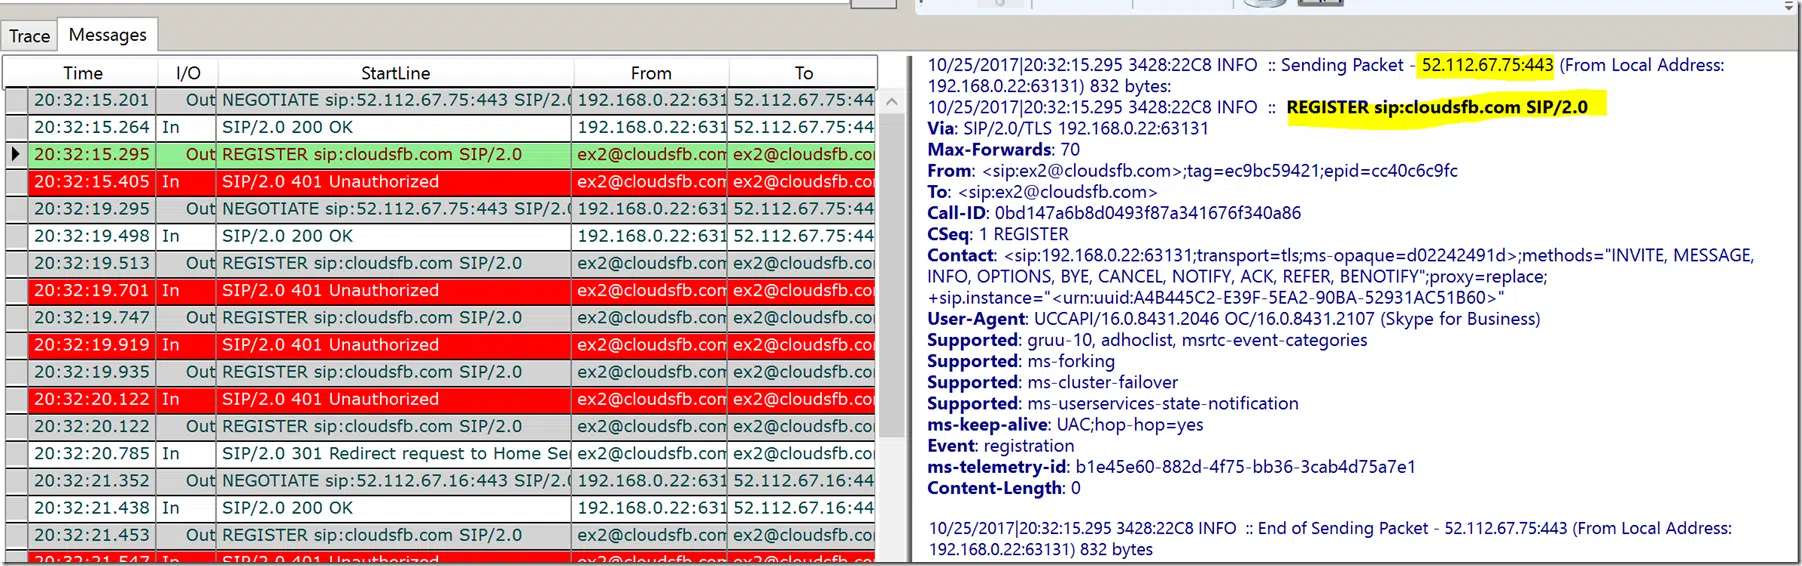 Trace Messages
Time I/O StartLine From To
20:32:15.201 Out NEGOTIATE sip:52.112.67.75:443 SIP/2.0 192.168.0.22:631 52.112.67.75:44
20:32:15.264 In SIP/2.0 200 OK 192.168.0.22:631 52.112.67.75:44
20:32:15.295 Out REGISTER sip:cloudsfb.com SIP/2.0 ex2@cloudsfb.com ex2@cloudsfb.co
20:32:15.405 In SIP/2.0 401 Unauthorized ex2@cloudsfb.com ex2@cloudsfb.co
20:32:19.295 Out NEGOTIATE sip:52.112.67.75:443 SIP/2.0 192.168.0.22:631 52.112.67.75:44
20:32:19.498 In SIP/2.0 200 OK 192.168.0.22:631 52.112.67.75:44
20:32:19.513 Out REGISTER sip:cloudsfb.com SIP/2.0 ex2@cloudsfb.com ex2@cloudsfb.co
20:32:19.701 In SIP/2.0 401 Unauthorized ex2@cloudsfb.com ex2@cloudsfb.co
20:32:19.747 Out REGISTER sip:cloudsfb.com SIP/2.0 ex2@cloudsfb.com ex2@cloudsfb.co
20:32:19.919 In SIP/2.0 401 Unauthorized ex2@cloudsfb.com ex2@cloudsfb.co
20:32:19.935 Out REGISTER sip:cloudsfb.com SIP/2.0 ex2@cloudsfb.com ex2@cloudsfb.co
20:32:20.122 In SIP/2.0 401 Unauthorized ex2@cloudsfb.com ex2@cloudsfb.co
20:32:20.122 Out REGISTER sip:cloudsfb.com SIP/2.0 ex2@cloudsfb.com ex2@cloudsfb.co
20:32:20.785 In SIP/2.0 301 Redirect request to Home Se ex2@cloudsfb.com ex2@cloudsfb.co
20:32:21.352 Out NEGOTIATE sip:52.112.67.16:443 SIP/2.0 192.168.0.22:631 52.112.67.16:44
20:32:21.438 In SIP/2.0 200 OK 192.168.0.22:631 52.112.67.16:44
20:32:21.453 Out REGISTER sip:cloudsfb.com SIP/2.0 ex2@cloudsfb.com ex2@cloudsfb.co
20:32:21.547 In SIP/2.0 401 Unauthorized ex2@cloudsfb.com ex2@cloudsfb.co
10/25/2017|20:32:15.295 3428:22C8 INFO :: Sending Packet - 52.112.67.75:443 (From Local Address:
192.168.0.22:63131) 832 bytes:
10/25/2017|20:32:15.295 3428:22C8 INFO :: REGISTER sip:cloudsfb.com SIP/2.0
Via: SIP/2.0/TLS 192.168.0.22:63131
Max-Forwards: 70
From: <sip:ex2@cloudsfb.com>;tag=ec9bc59421;epid=cc40c6c9fc
To: <sip:ex2@cloudsfb.com>
Call-ID: 0bd147a6b8d0493f87a341676f340a86
CSeq: 1 REGISTER
Contact: <sip:192.168.0.22:63131;transport=tls;ms-opaque=d02242491d>;methods="INVITE, MESSAGE,
INFO, OPTIONS, BYE, CANCEL, NOTIFY, ACK, REFER, BENOTIFY";proxy=replace;
+sip.instance="<urn:uuid:A4B445C2-E39F-5EA2-90BA-52931AC51B60>"
User-Agent: UCCAPI/16.0.8431.2046 OC/16.0.8431.2107 (Skype for Business)
Supported: gruu-10, adhoclist, msrtc-event-categories
Supported: ms-forking
Supported: ms-cluster-failover
Supported: ms-userservices-state-notification
ms-keep-alive: UAC;hop-hop=yes
Event: registration
ms-telemetry-id: b1e45e60-882d-4f75-bb36-3cab4d75a7e1
Content-Length: 0
10/25/2017|20:32:15.295 3428:22C8 INFO :: End of Sending Packet - 52.112.67.75:443 (From Local Address:
192.168.0.22:63131) 832 bytes